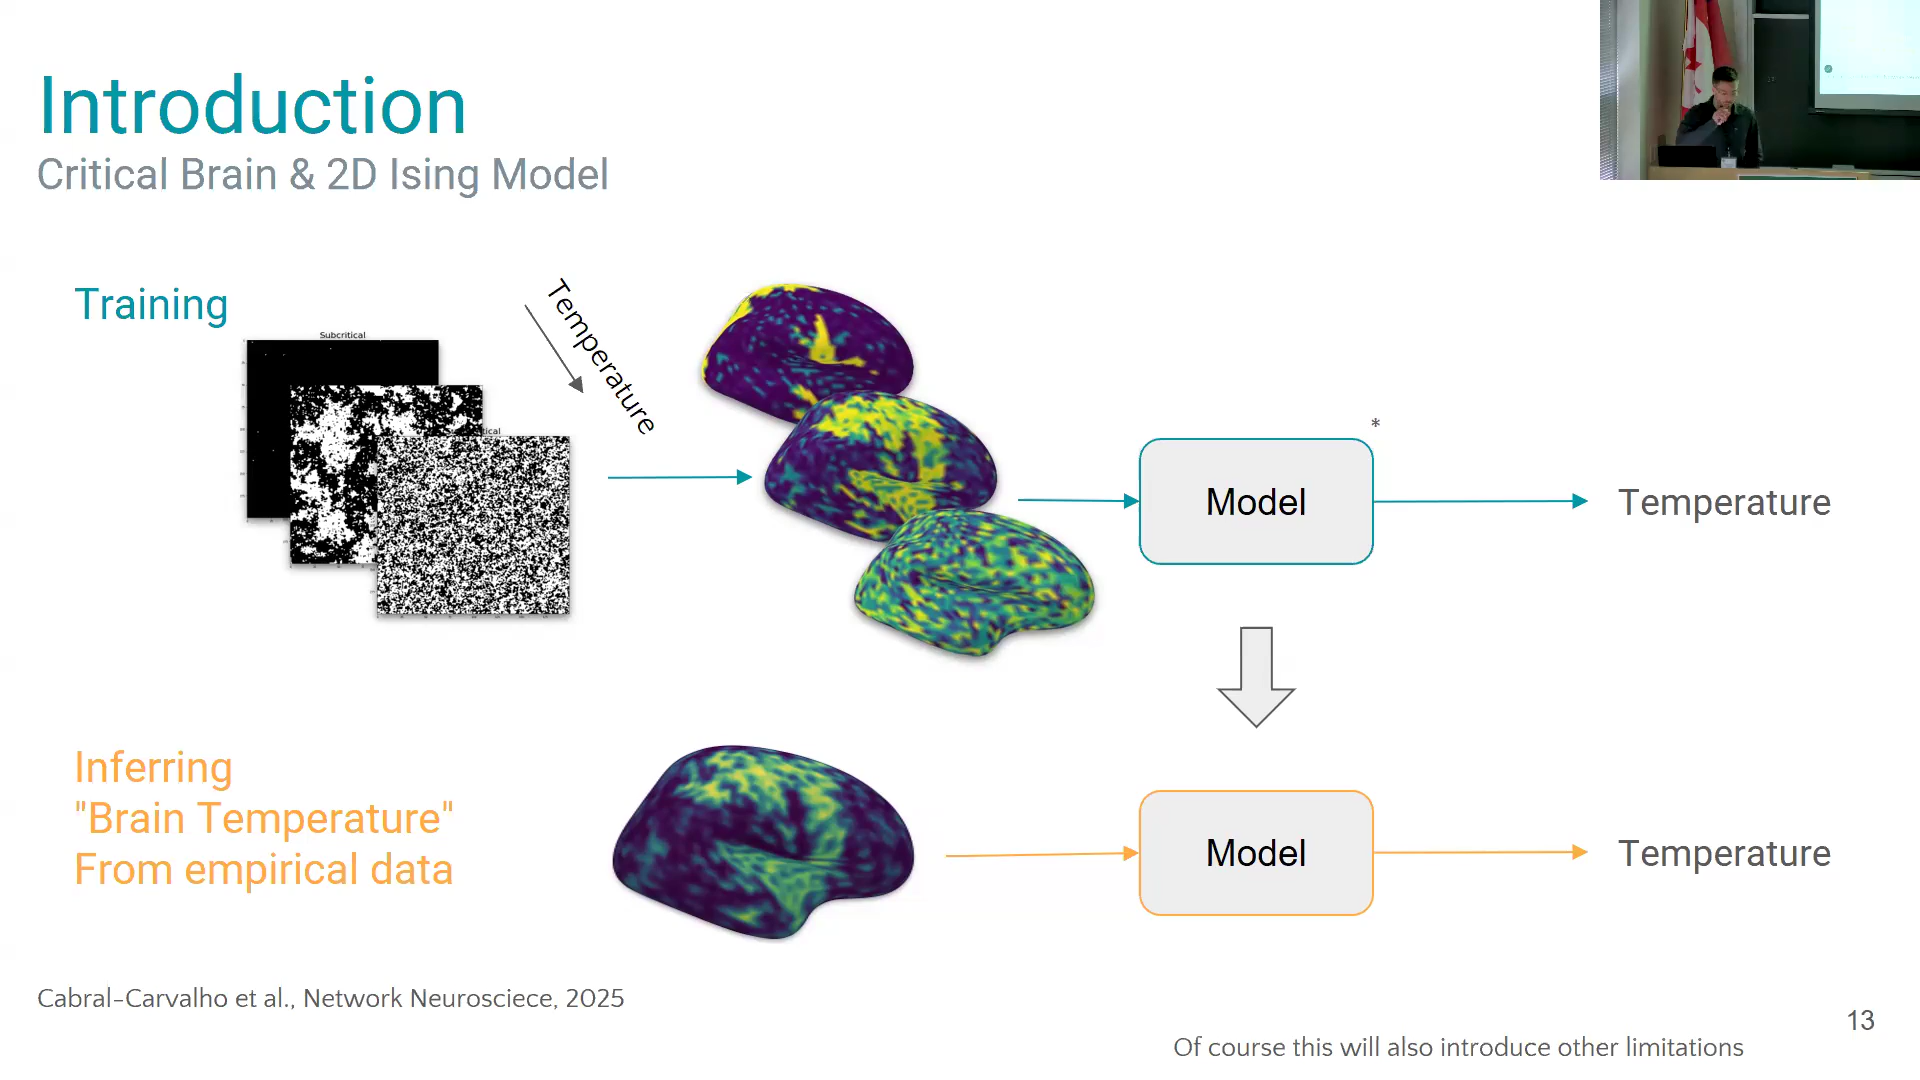 Introduction
Critical Brain & 2D Ising Model
Training
Subcritical
Temperature
*
Model
Temperature
Inferring
"Brain Temperature"
From empirical data
Model
Temperature
Cabral-Carvalho et al., Network Neurosciece, 2025
13
Of course this will also introduce other limitations